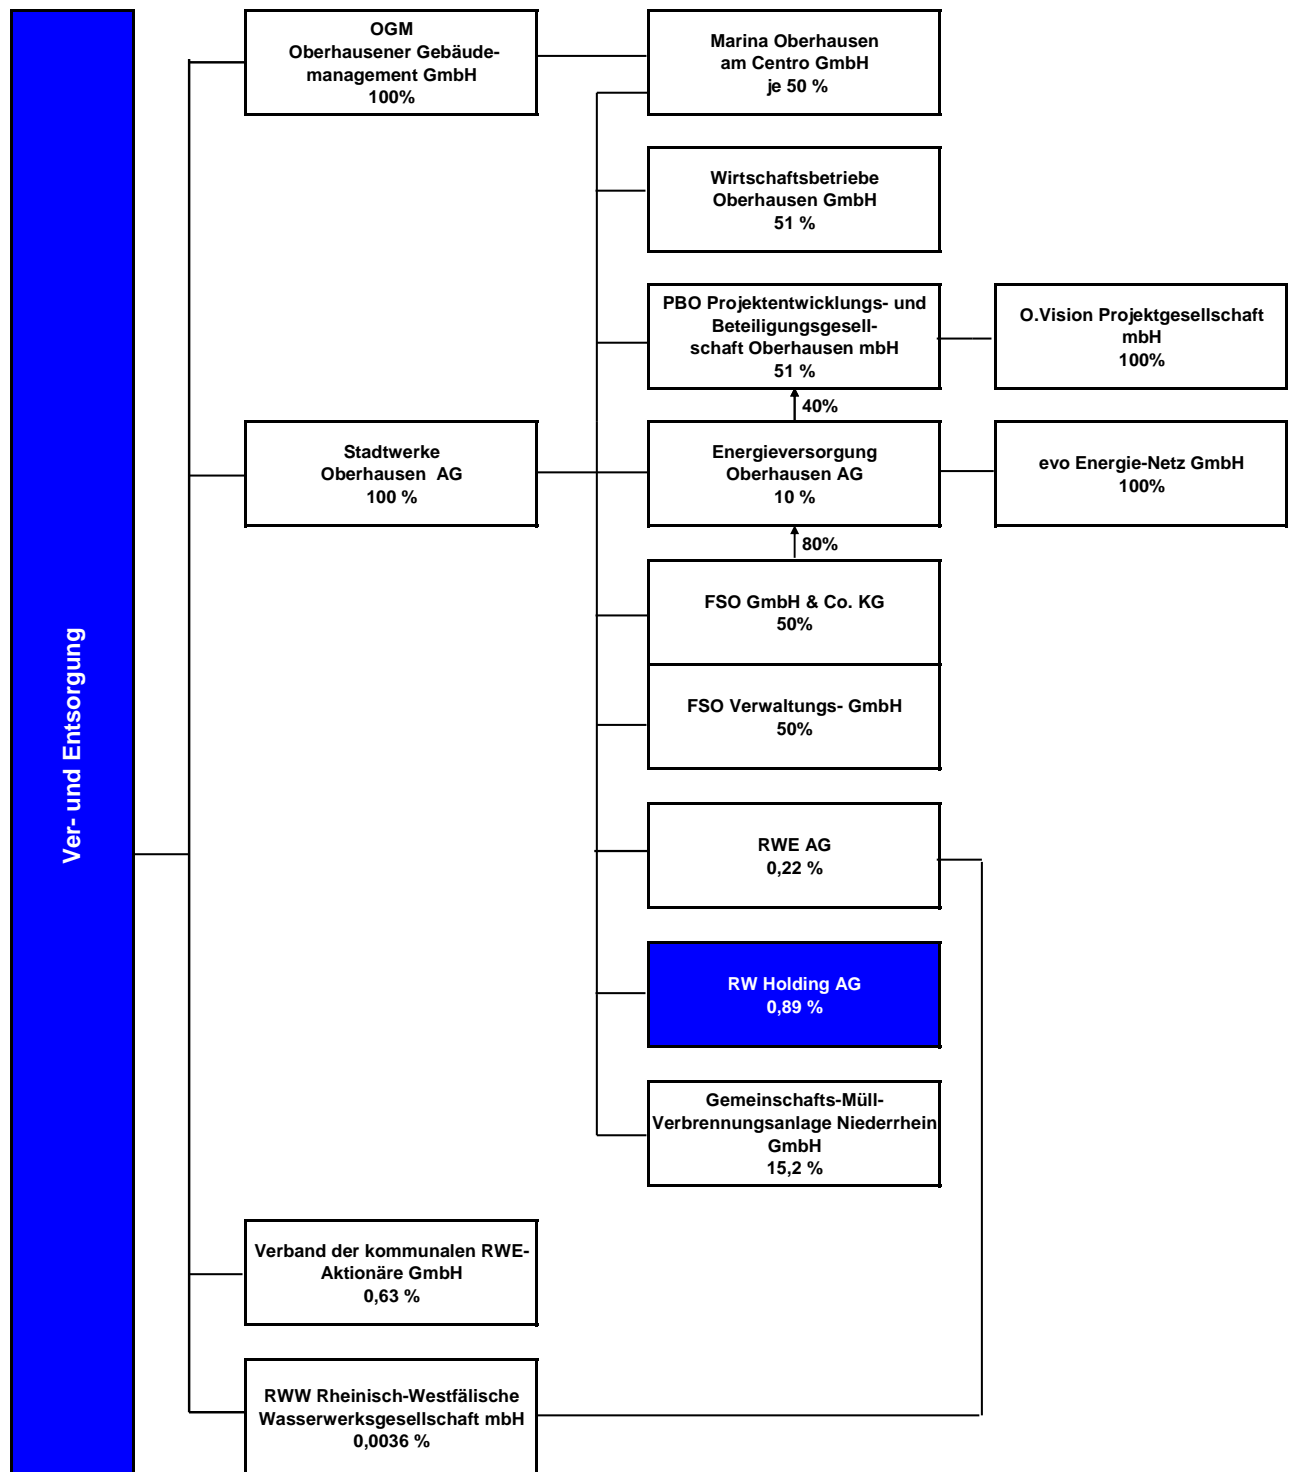 Ver- und Entsorgung
OGM
Oberhausener Gebäude-
management GmbH
100%
Marina Oberhausen
am Centro GmbH
je 50 %
Wirtschaftsbetriebe
Oberhausen GmbH
51 %
PBO Projektentwicklungs- und
Beteiligungsgesell-
schaft Oberhausen mbH
51 %
O.Vision Projektgesellschaft
mbH
100%
40%
Stadtwerke
Oberhausen AG
100 %
Energieversorgung
Oberhausen AG
10 %
evo Energie-Netz GmbH
100%
80%
FSO GmbH & Co. KG
50%
FSO Verwaltungs- GmbH
50%
RWE AG
0,22 %
RW Holding AG
0,89 %
Gemeinschafts-Müll-
Verbrennungsanlage Niederrhein
GmbH
15,2 %
Verband der kommunalen RWE-
Aktionäre GmbH
0,63 %
RWW Rheinisch-Westfälische
Wasserwerksgesellschaft mbH
0,0036 %